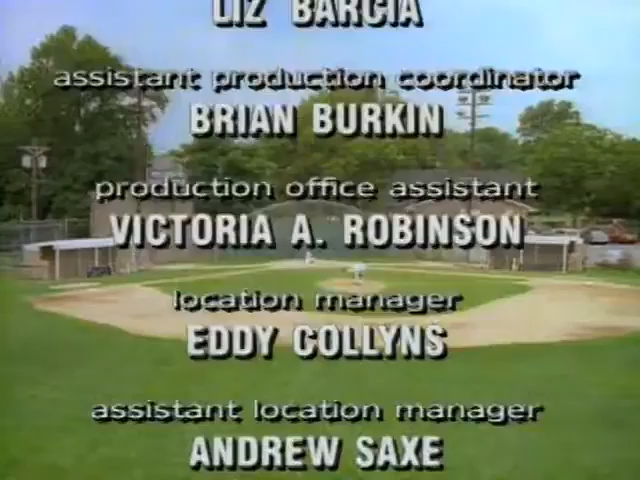 LIZ BARCIA
assistant production coordinator
BRIAN BURKIN
production office assistant
VICTORIA A. ROBINSON
location manager
EDDY COLLYNS
assistant location manager
ANDREW SAXE